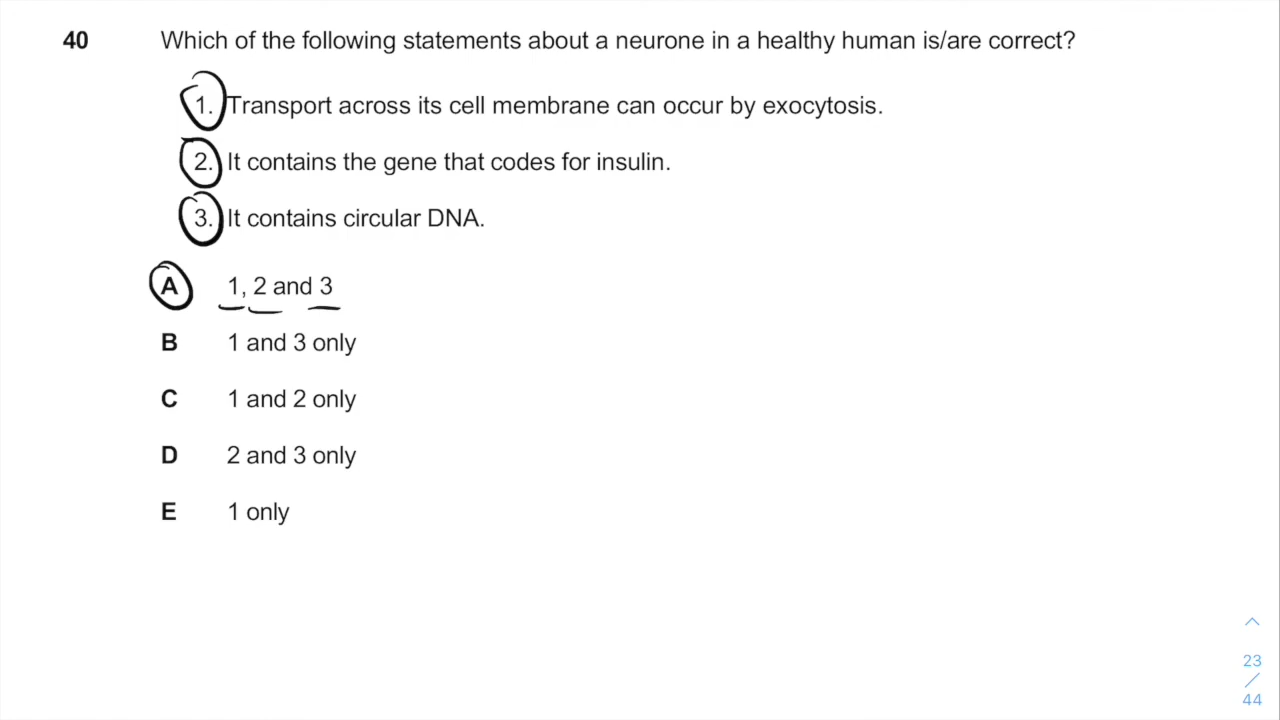 40 Which of the following statements about a neurone in a healthy human is/are correct?
1. Transport across its cell membrane can occur by exocytosis.
2. It contains the gene that codes for insulin.
3. It contains circular DNA.
A 1, 2 and 3
B 1 and 3 only
C 1 and 2 only
D 2 and 3 only
E 1 only
23
/
44